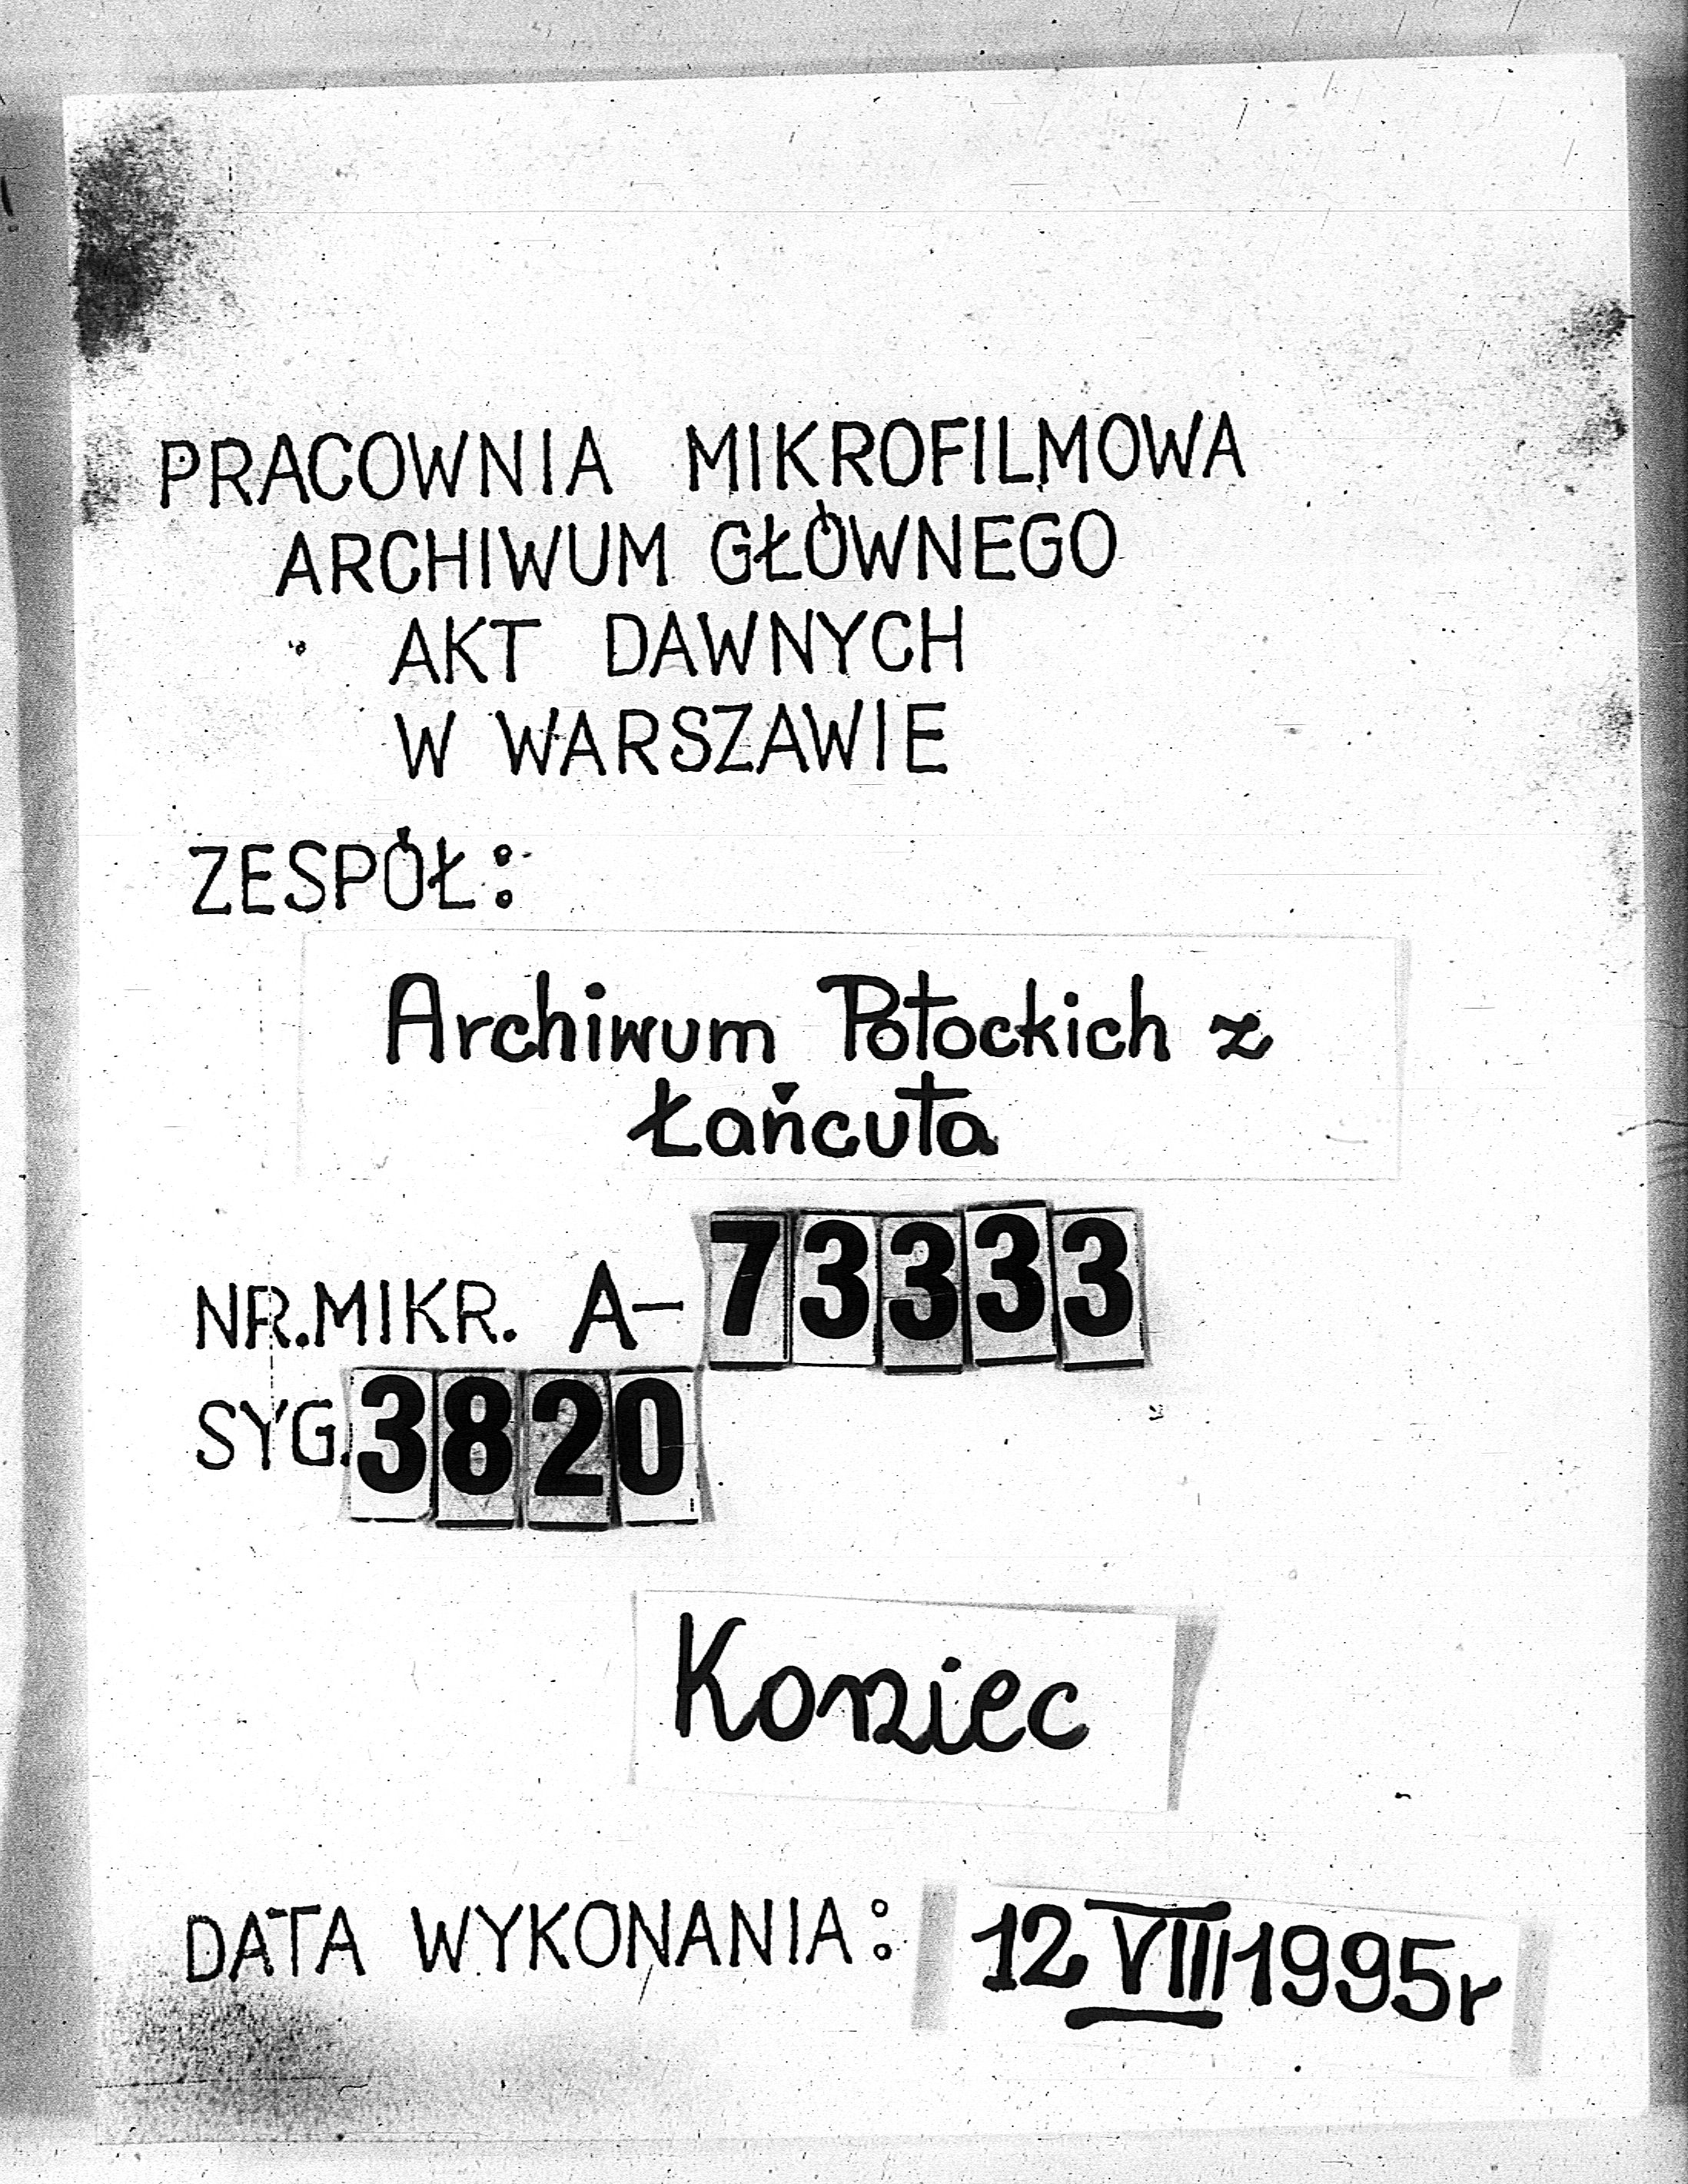 PRACOWNIA MIKROFILMOWA
ARCHIWUM GŁÓWNEGO
AKT DAWNYCH
W WARSZAWIE
ZESPÓŁ:
Archiwum Potockich z
Łańcuta
NR.MIKR. A-73333
SYG.3820
Koniec
DATA WYKONANIA: 12 VIII 1995r